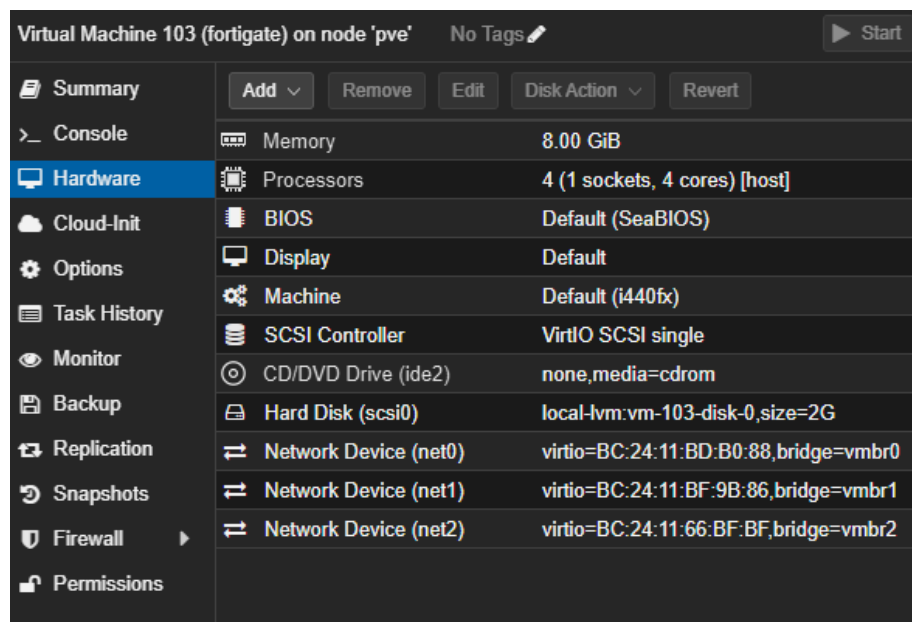 Virtual Machine 103 (fortigate) on node 'pve' No Tags Start
Summary
Console
Hardware
Cloud-Init
Options
Task History
Monitor
Backup
Replication
Snapshots
Firewall
Permissions
Add Remove Edit Disk Action Revert
Memory 8.00 GiB
Processors 4 (1 sockets, 4 cores) [host]
BIOS Default (SeaBIOS)
Display Default
Machine Default (i440fx)
SCSI Controller VirtIO SCSI single
CD/DVD Drive (ide2) none,media=cdrom
Hard Disk (scsi0) local-lvm:vm-103-disk-0,size=2G
Network Device (net0) virtio=BC:24:11:BD:B0:88,bridge=vmbr0
Network Device (net1) virtio=BC:24:11:BF:9B:86,bridge=vmbr1
Network Device (net2) virtio=BC:24:11:66:BF:BF,bridge=vmbr2